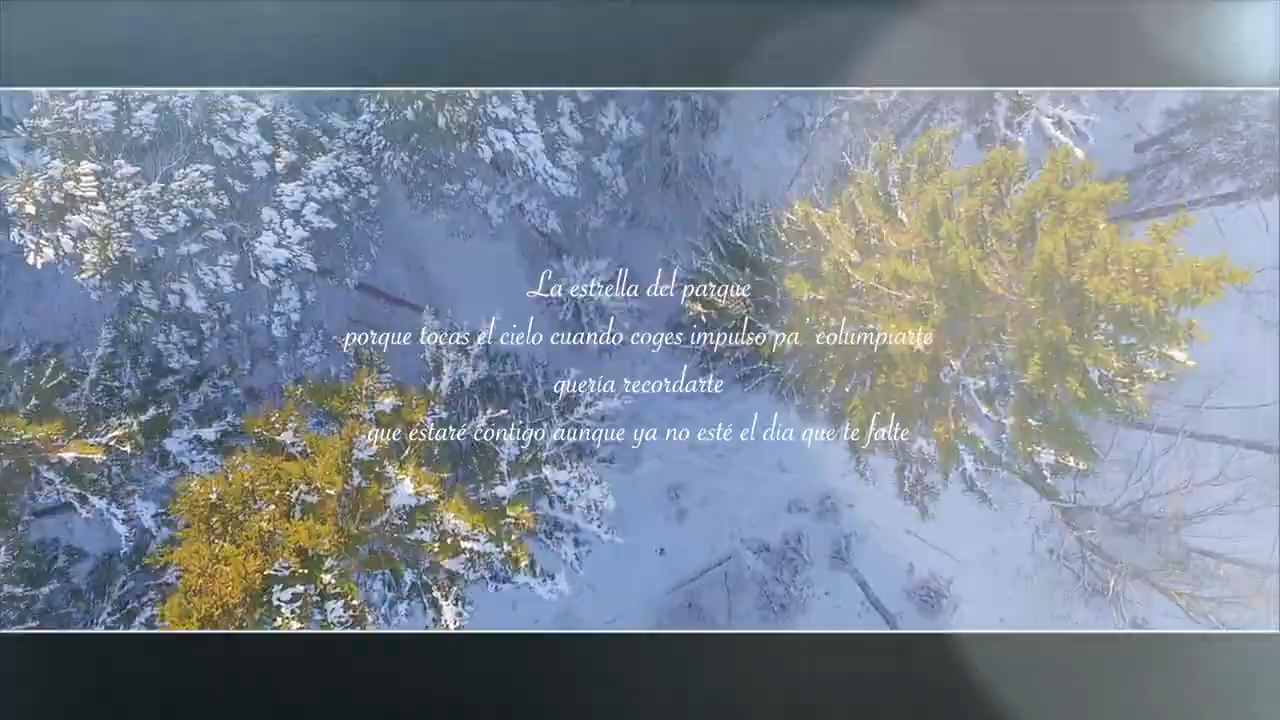 La estrella del parque
porque tocas el cielo cuando coges impulso pa' columpiarte
quería recordarte
que estaré contigo aunque ya no esté el dia que te falte